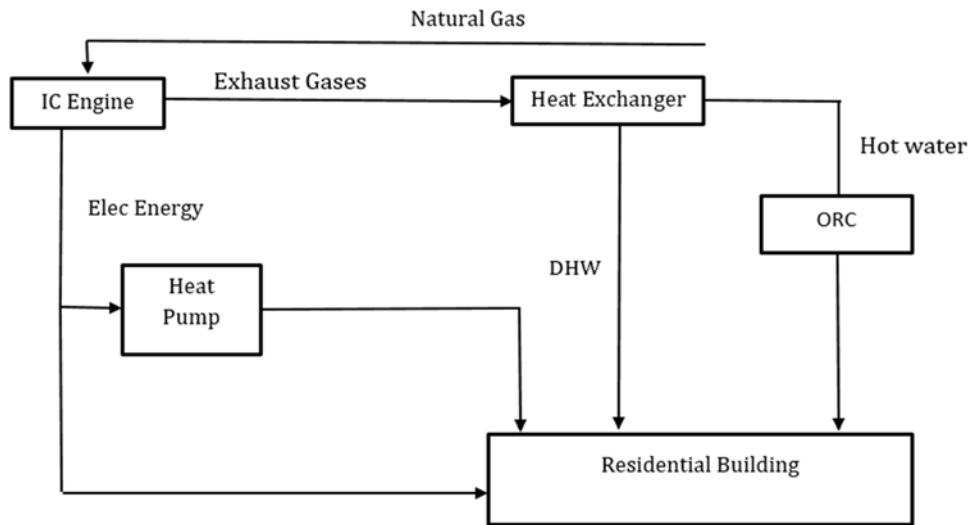 Natural Gas
IC Engine
Exhaust Gases
Heat Exchanger
Hot water
Elec Energy
ORC
DHW
Heat
Pump
Residential Building